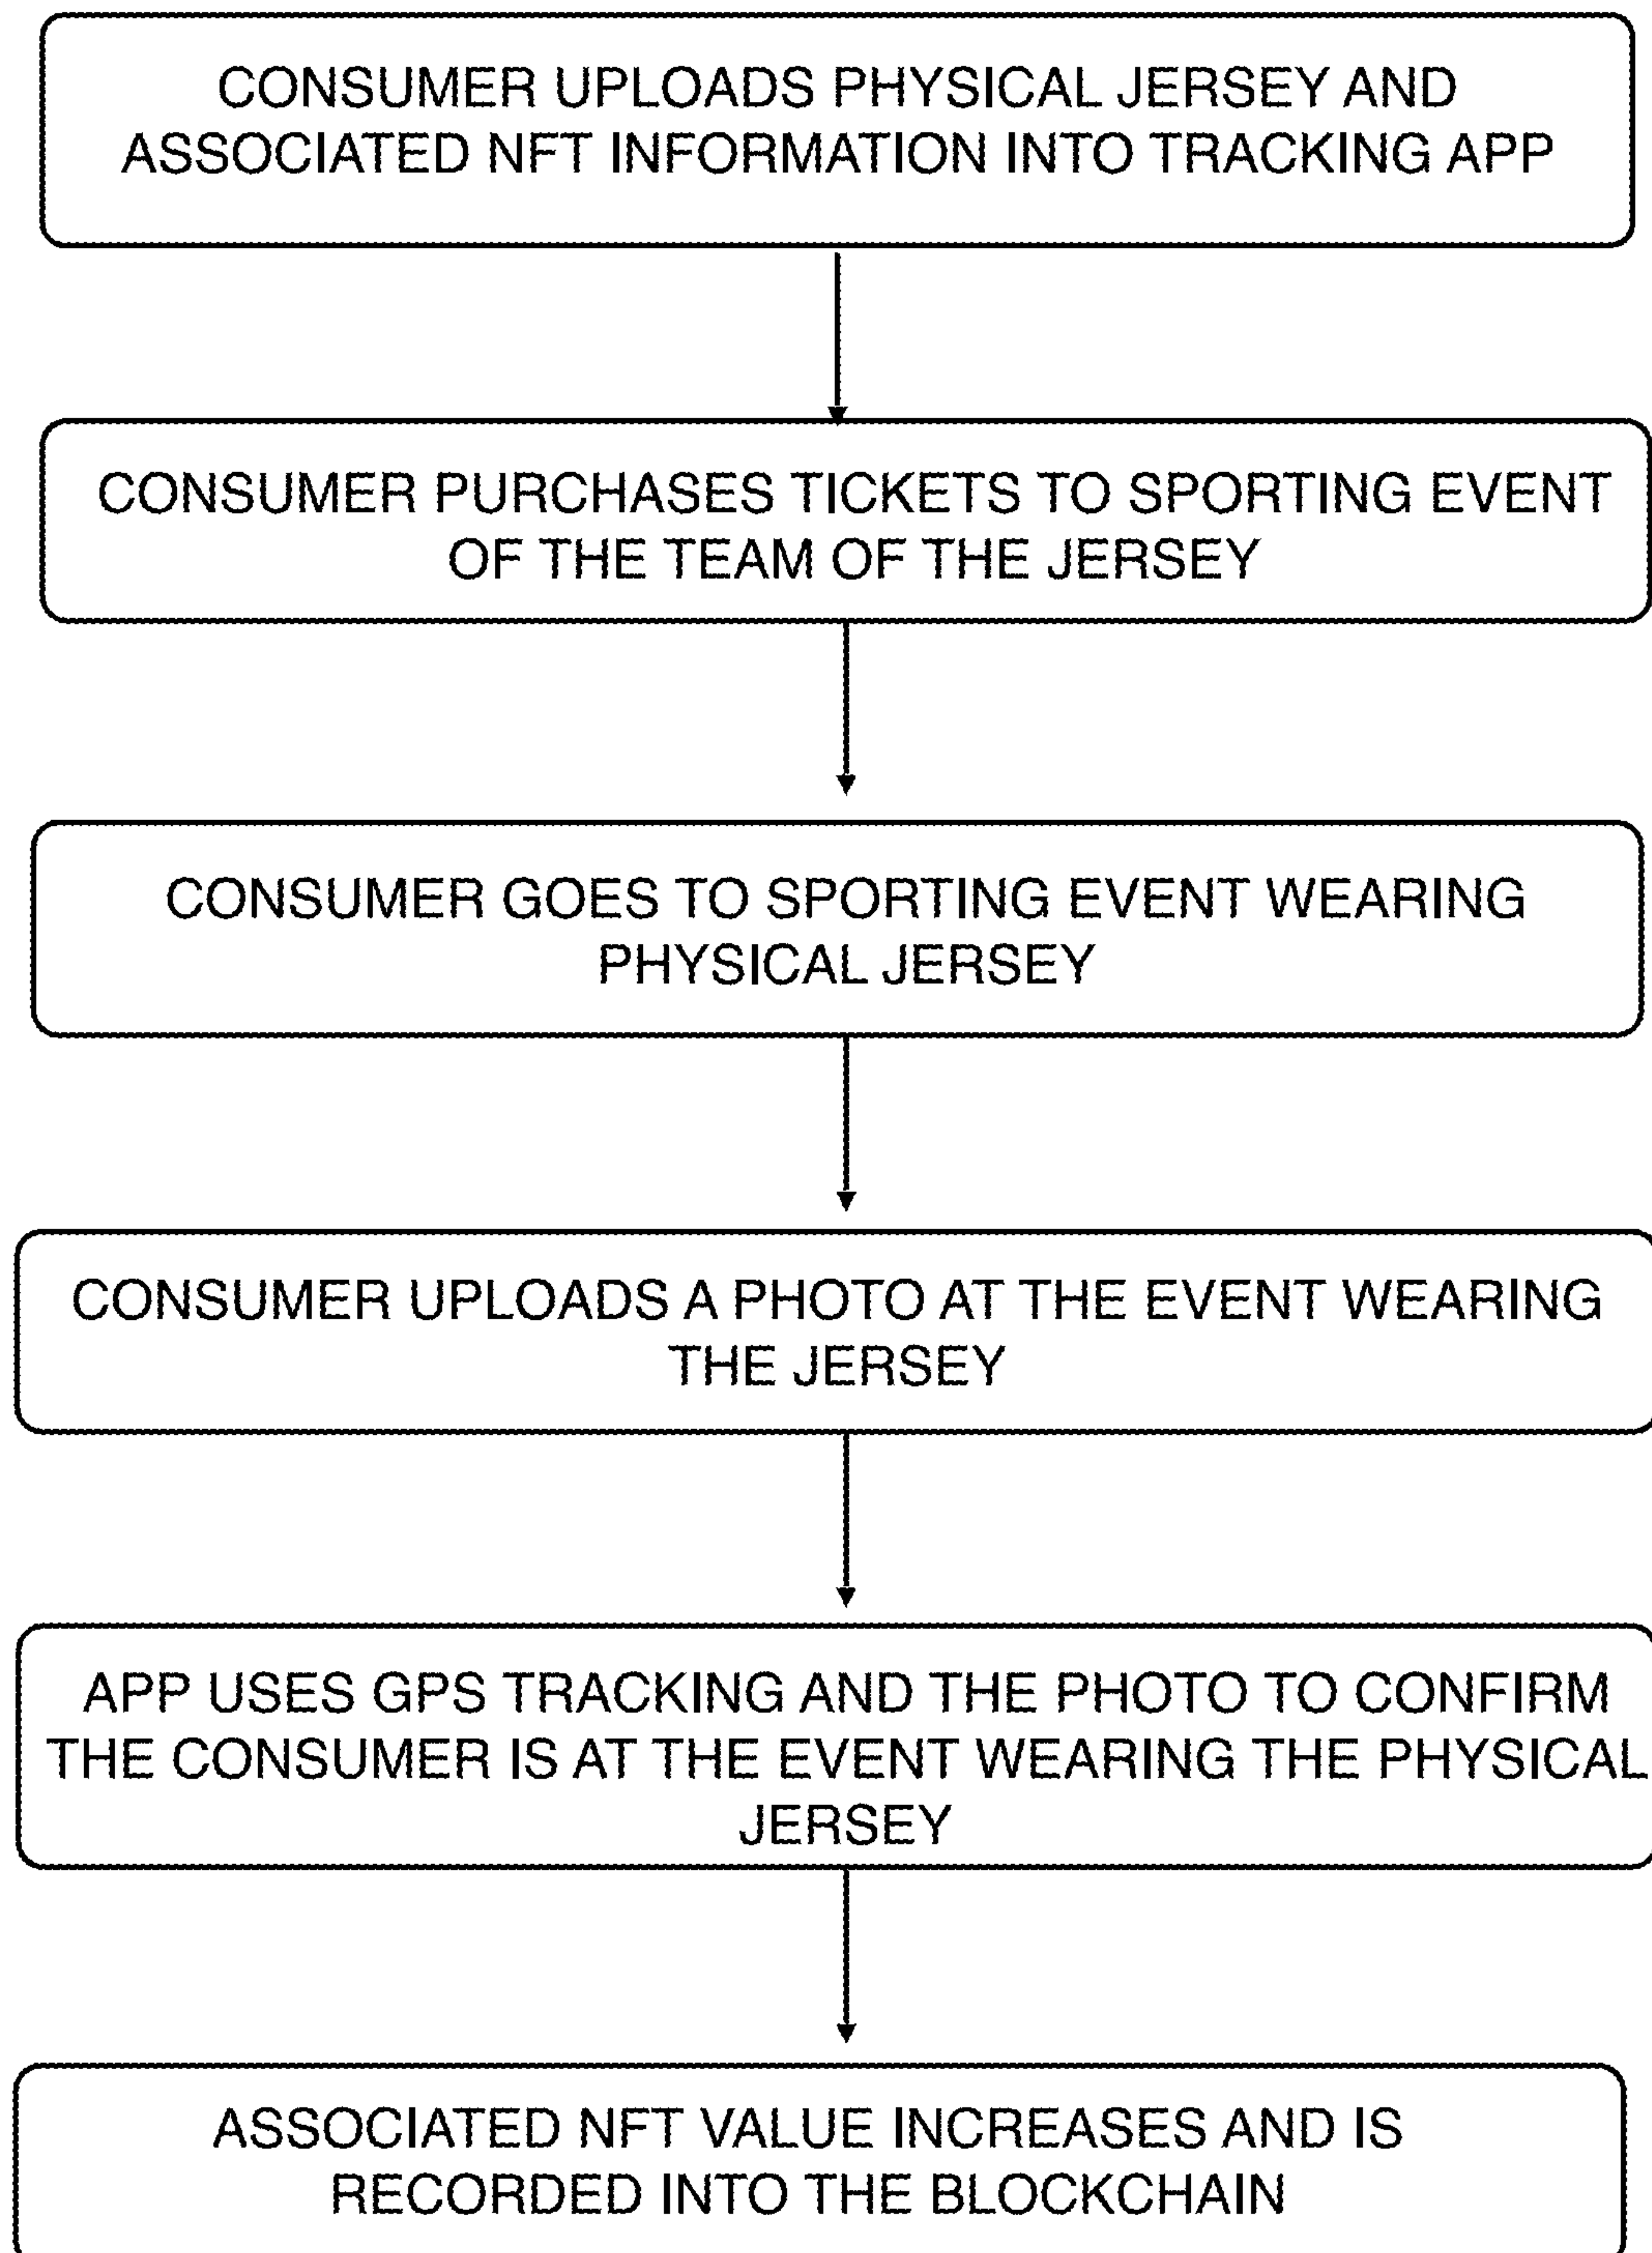 CONSUMER UPLOADS PHYSICAL JERSEY AND
ASSOCIATED NFT INFORMATION INTO TRACKING APP
CONSUMER PURCHASES TICKETS TO SPORTING EVENT
OF THE TEAM OF THE JERSEY
CONSUMER GOES TO SPORTING EVENT WEARING
PHYSICAL JERSEY
CONSUMER UPLOADS A PHOTO AT THE EVENT WEARING
THE JERSEY
APP USES GPS TRACKING AND THE PHOTO TO CONFIRM
THE CONSUMER IS AT THE EVENT WEARING THE PHYSICAL
JERSEY
ASSOCIATED NFT VALUE INCREASES AND IS
RECORDED INTO THE BLOCKCHAIN